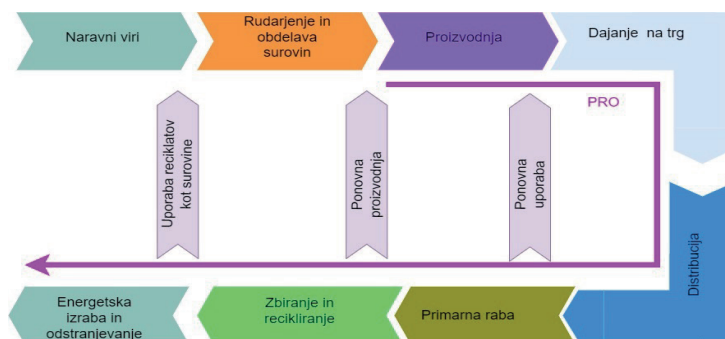 Naravni viri
Rudarjenje in
obdelava
surovin
Proizvodnja
Dajanje na trg
PRO
Uporaba reciklatov
kot surovine
Ponovna
proizvodnja
Ponovna
uporaba
Distribucija
Energetska
izraba in
odstranjevanje
Zbiranje in
recikliranje
Primarna raba